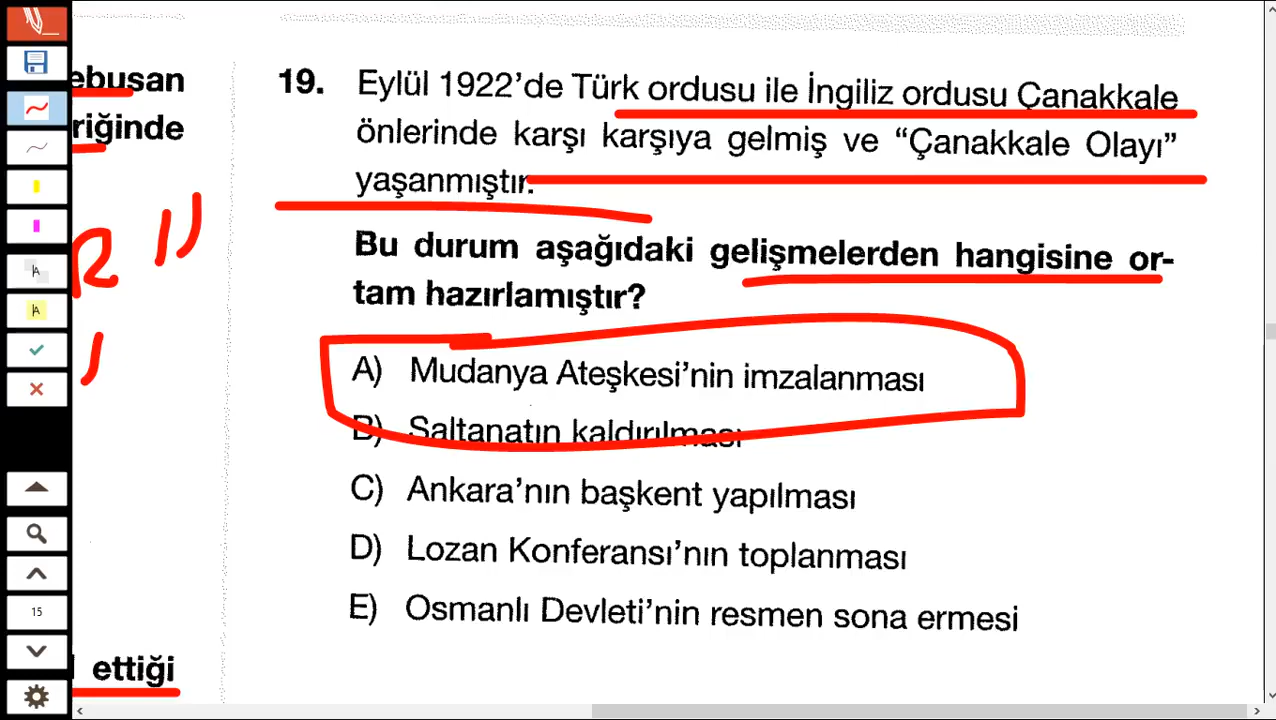 ebusan
riğinde
R
ettiği
19. Eylül 1922’de Türk ordusu ile İngiliz ordusu Çanakkale
önlerinde karşı karşıya gelmiş ve “Çanakkale Olayı”
yaşanmıştır.
Bu durum aşağıdaki gelişmelerden hangisine or-
tam hazırlamıştır?
A) Mudanya Ateşkesi’nin imzalanması
B) Saltanatın kaldırılması
C) Ankara’nın başkent yapılması
D) Lozan Konferansı’nın toplanması
E) Osmanlı Devleti’nin resmen sona ermesi
15